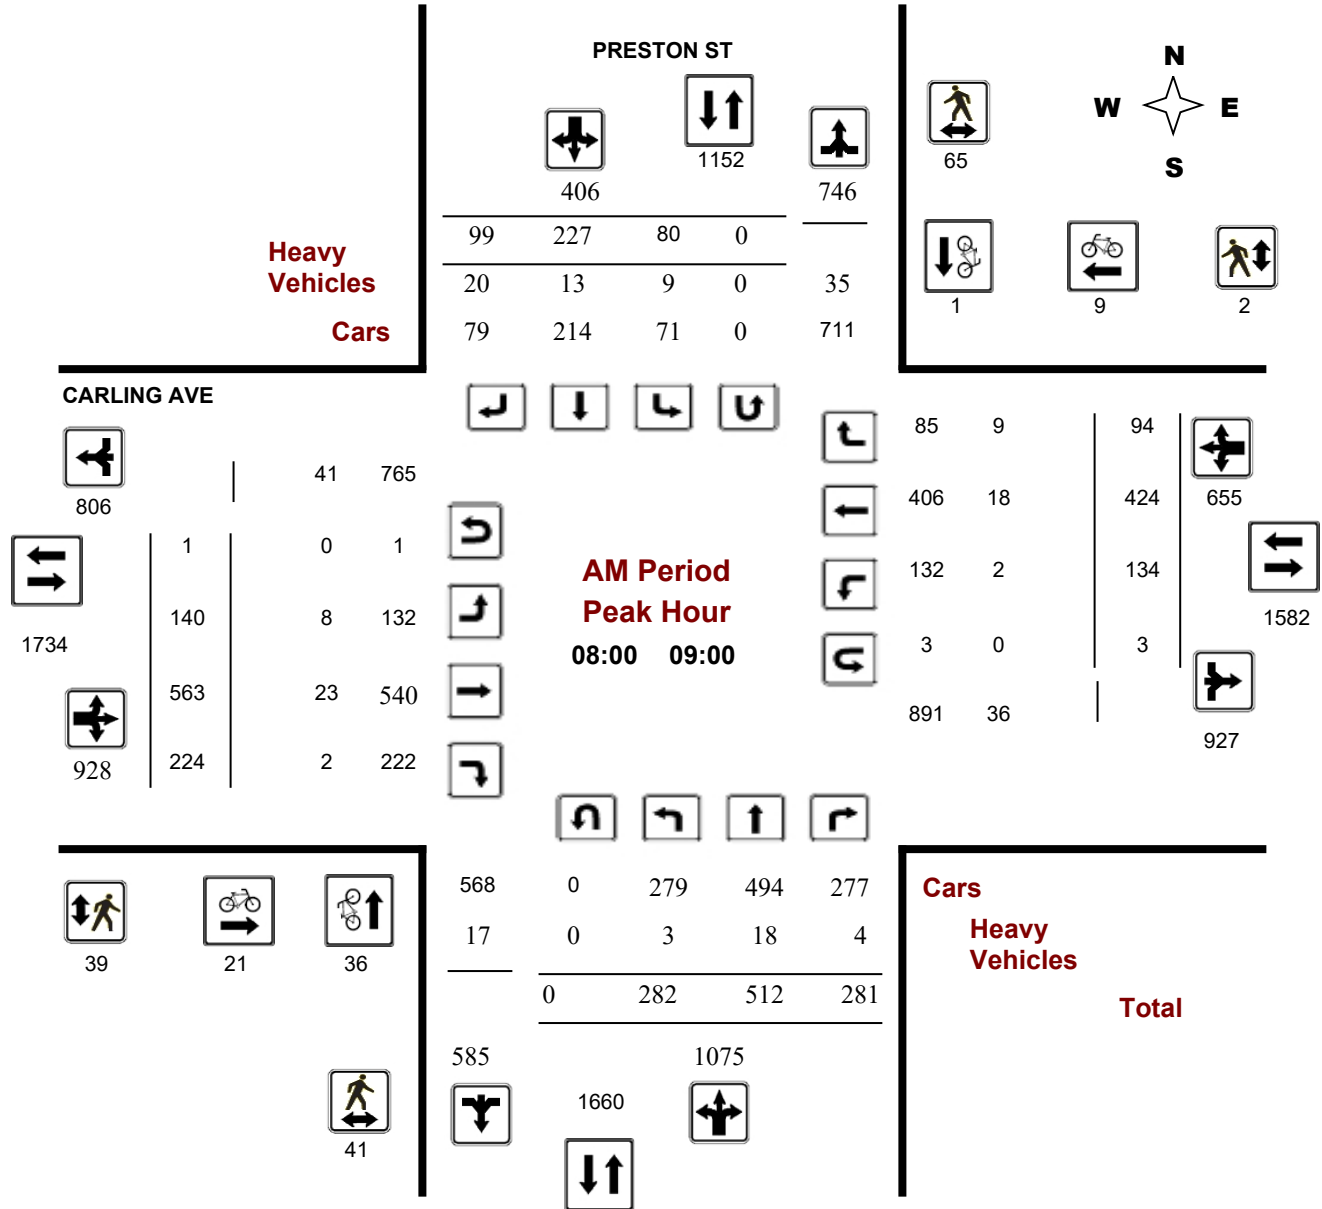 PRESTON ST
N
W E
S
1152
65
406 746
99 227 80 0
Heavy
Vehicles
20 13 9 0 35
1 9 2
Cars
79 214 71 0 711
CARLING AVE
85 9 94
41 765
806
406 18 424 655
1 0 1
AM Period
132 2 134
Peak Hour
140 8 132
1734
08:00 09:00
3 0 3
1582
563 23 540
891 36
927
928 224 2 222
568 0 279 494 277
Cars
17 0 3 18 4
Heavy
Vehicles
39 21 36
0 282 512 281
Total
585 1075
1660
41